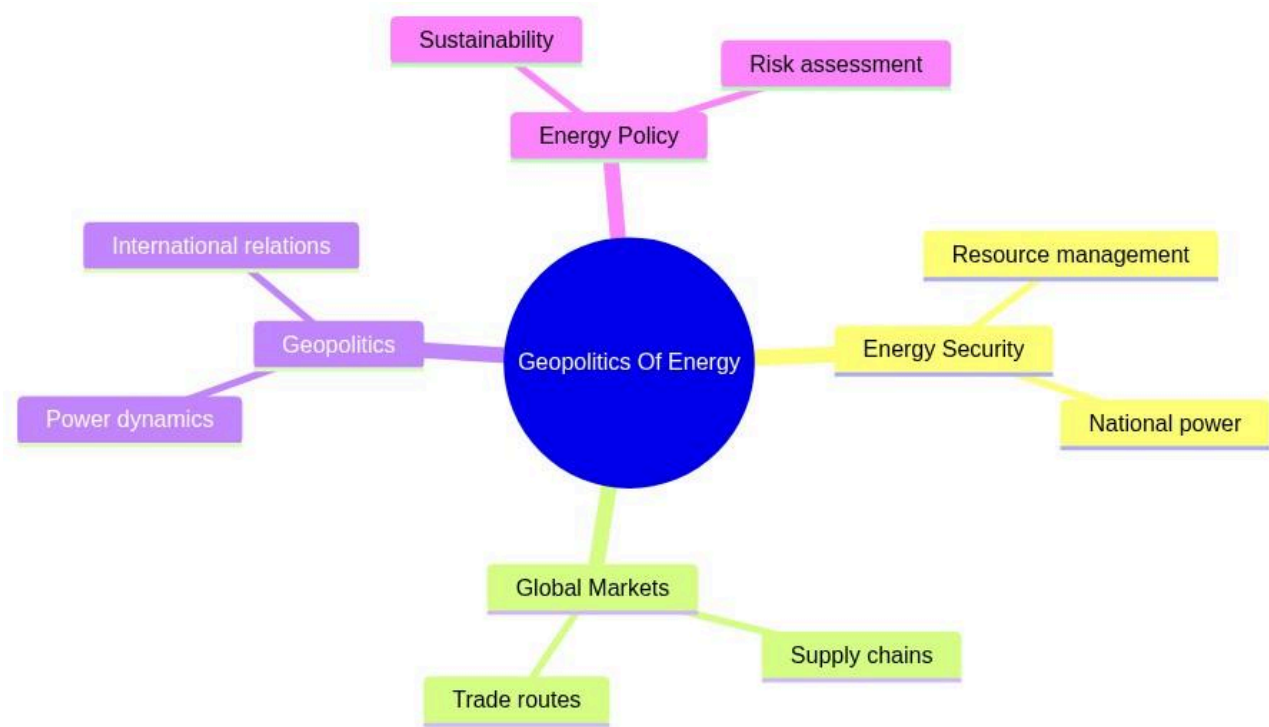 Sustainability
Risk assessment
Energy Policy
International relations
Resource management
Geopolitics
Energy Security
Geopolitics Of Energy
Power dynamics
National power
Global Markets
Supply chains
Trade routes